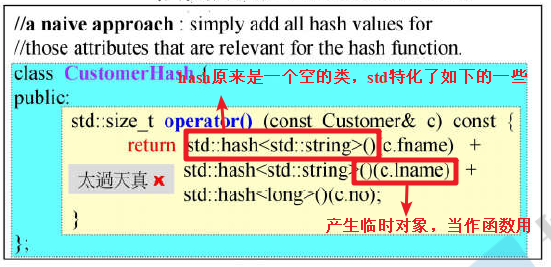 //a naive approach : simply add all hash values for
//those attributes that are relevant for the hash function.
class CustomerHash {
hash原来是一个空的类，std特化了如下的一些
public:
std::size_t operator() (const Customer& c) const {
return std::hash<std::string>()(c.fname) +
太過天真 x std::hash<std::string>()(c.lname) +
std::hash<long>()(c.no);
}
产生临时对象，当作函数用
};